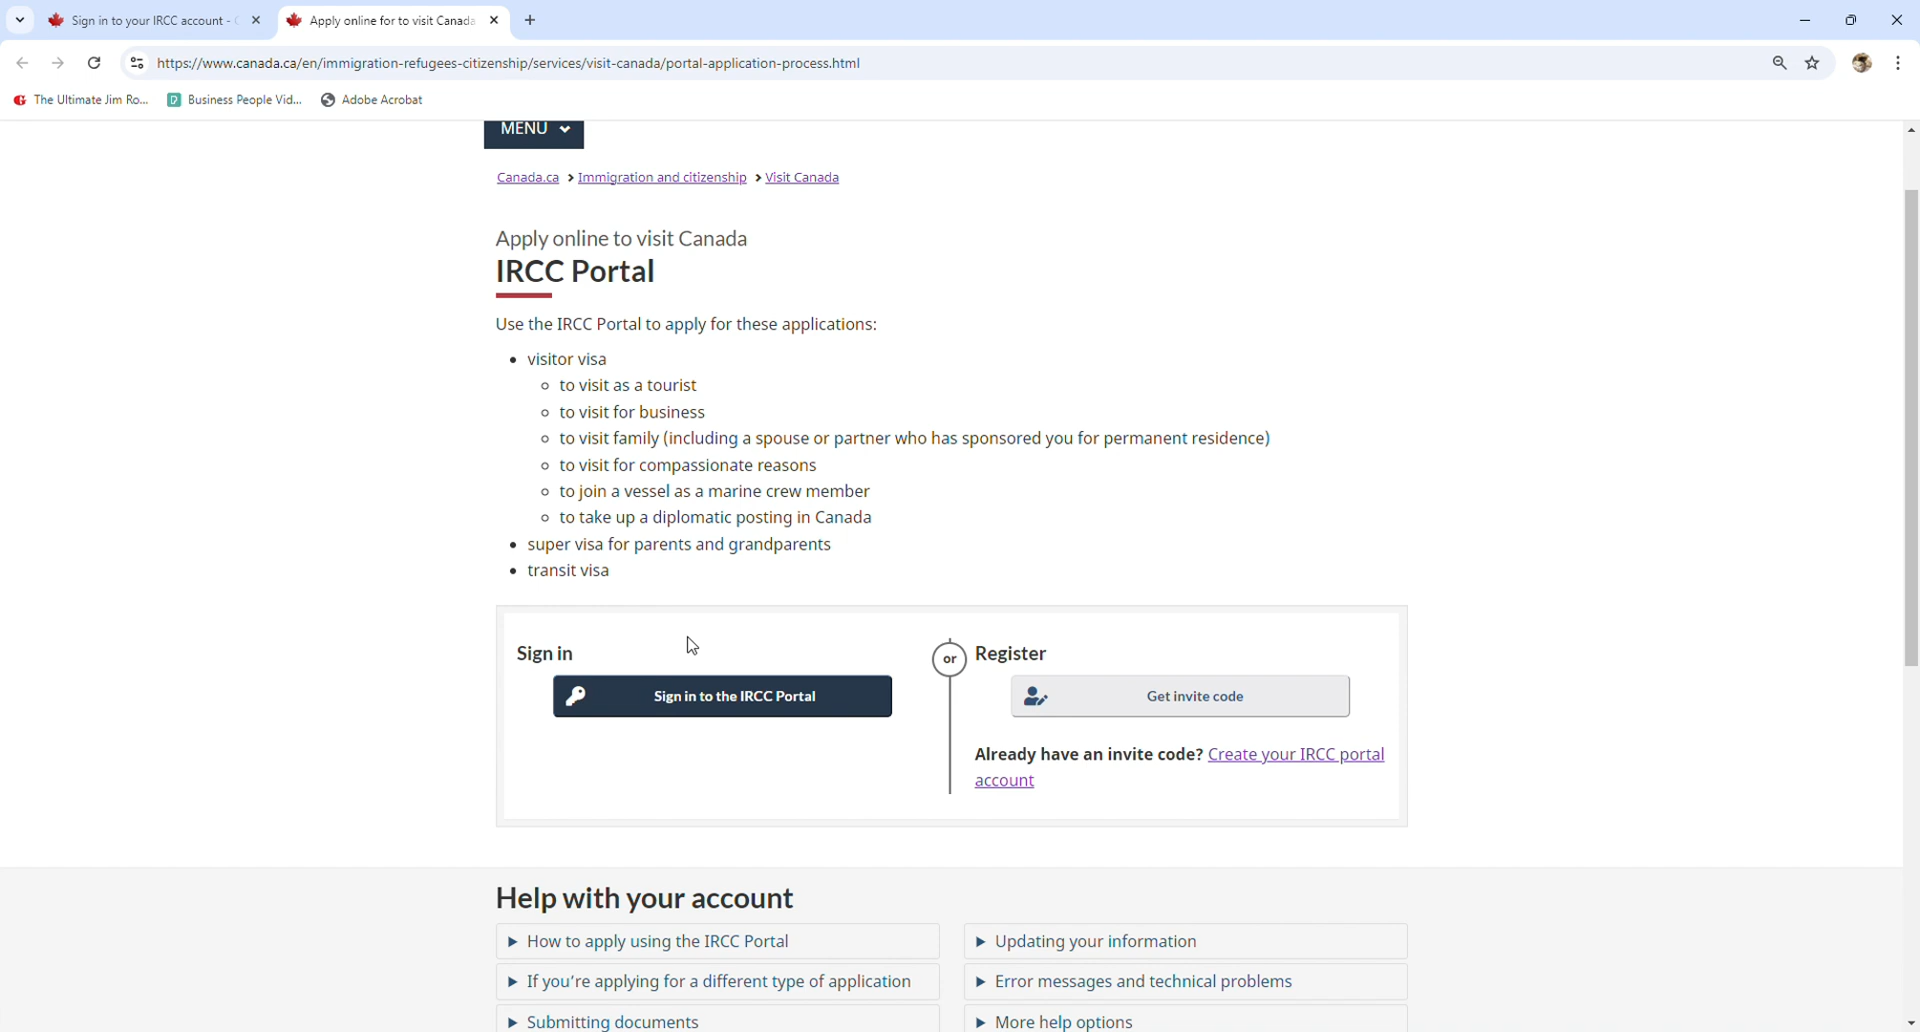 Sign in to your IRCC account - C
Apply online for to visit Canada
https://www.canada.ca/en/immigration-refugees-citizenship/services/visit-canada/portal-application-process.html
The Ultimate Jim Ro...
Business People Vid...
Adobe Acrobat
MENU
Canada.ca > Immigration and citizenship > Visit Canada
Apply online to visit Canada
IRCC Portal
Use the IRCC Portal to apply for these applications:
visitor visa
to visit as a tourist
to visit for business
to visit family (including a spouse or partner who has sponsored you for permanent residence)
to visit for compassionate reasons
to join a vessel as a marine crew member
to take up a diplomatic posting in Canada
super visa for parents and grandparents
transit visa
Sign in
Sign in to the IRCC Portal
or
Register
Get invite code
Already have an invite code? Create your IRCC portal
account
Help with your account
How to apply using the IRCC Portal
Updating your information
If you're applying for a different type of application
Error messages and technical problems
Submitting documents
More help options